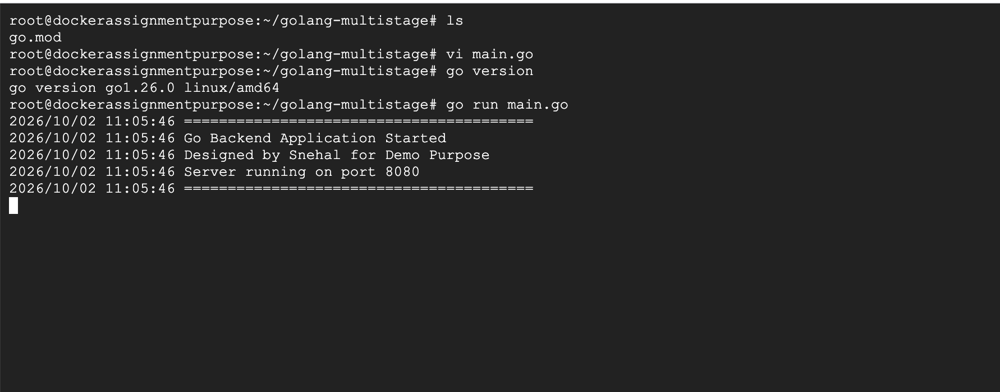 root@dockerassignmentpurpose:~/golang-multistage# ls
go.mod
root@dockerassignmentpurpose:~/golang-multistage# vi main.go
root@dockerassignmentpurpose:~/golang-multistage# go version
go version go1.26.0 linux/amd64
root@dockerassignmentpurpose:~/golang-multistage# go run main.go
2026/10/02 11:05:46 ========================================
2026/10/02 11:05:46 Go Backend Application Started
2026/10/02 11:05:46 Designed by Snehal for Demo Purpose
2026/10/02 11:05:46 Server running on port 8080
2026/10/02 11:05:46 ========================================